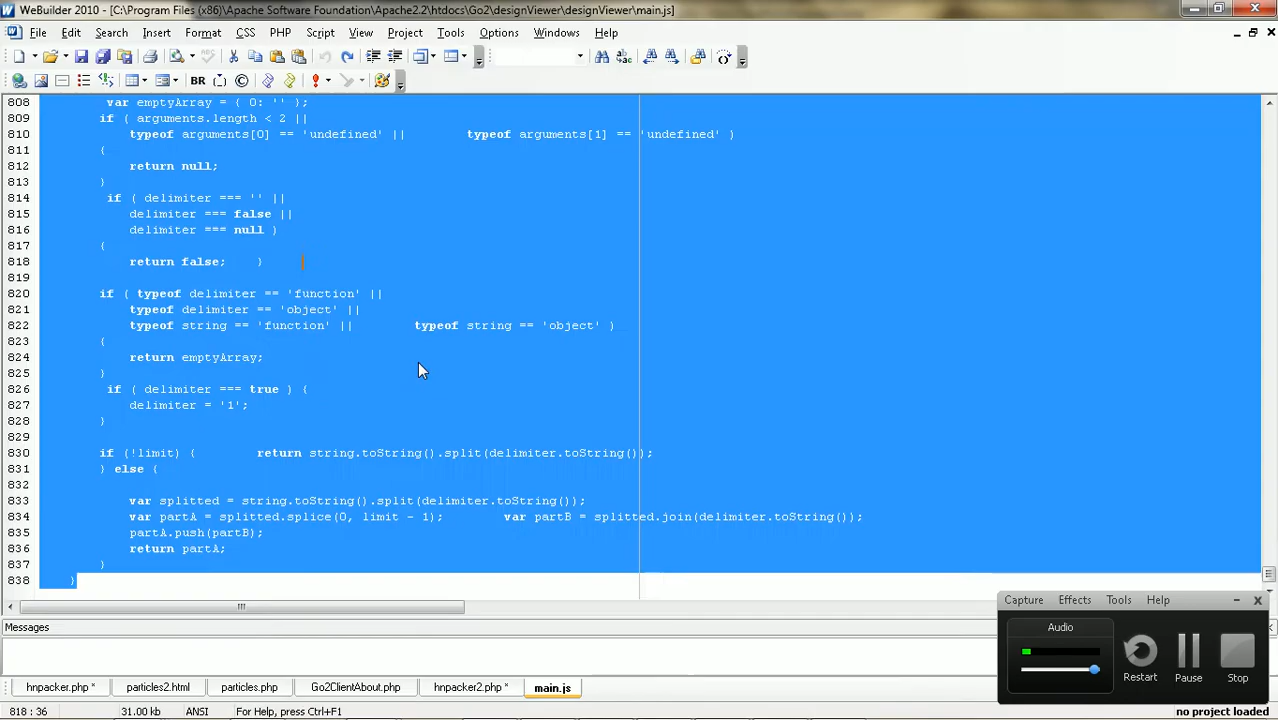 WeBuilder 2010 - [C:\Program Files (x86)\Apache Software Foundation\Apache2.2\htdocs\Go2\designViewer\designViewer\main.js]
File Edit Search Insert Format CSS PHP Script View Project Tools Options Windows Help
BR
808 var emptyArray = { 0: '' };
809 if ( arguments.length < 2 ||
810 typeof arguments[0] == 'undefined' || typeof arguments[1] == 'undefined' )
811 {
812 return null;
813 }
814 if ( delimiter === '' ||
815 delimiter === false ||
816 delimiter === null )
817 {
818 return false; }
819
820 if ( typeof delimiter == 'function' ||
821 typeof delimiter == 'object' ||
822 typeof string == 'function' || typeof string == 'object' )
823 {
824 return emptyArray;
825 }
826 if ( delimiter === true ) {
827 delimiter = '1';
828 }
829
830 if (!limit) { return string.toString().split(delimiter.toString());
831 } else {
832
833 var splitted = string.toString().split(delimiter.toString());
834 var partA = splitted.splice(0, limit - 1); var partB = splitted.join(delimiter.toString());
835 partA.push(partB);
836 return partA;
837 }
838 }
Capture Effects Tools Help
Audio
Restart Pause Stop
Messages
hnpacker.php * particles2.html particles.php Go2ClientAbout.php hnpacker2.php * main.js
818 : 36 31.00 kb ANSI For Help, press Ctrl+F1 no project loaded